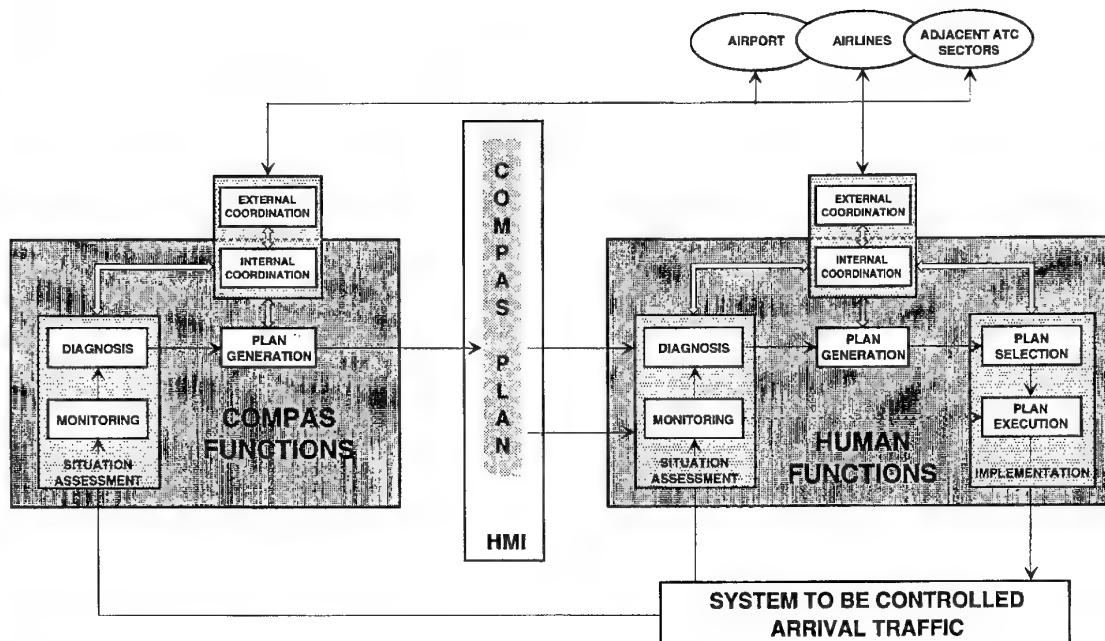 AIRPORT
AIRLINES
ADJACENT ATC
SECTORS
EXTERNAL
COORDINATION
INTERNAL
COORDINATION
DIAGNOSIS
PLAN
GENERATION
MONITORING
COMPAS
FUNCTIONS
SITUATION
ASSESSMENT
COMPAS PLAN
HMI
EXTERNAL
COORDINATION
INTERNAL
COORDINATION
DIAGNOSIS
PLAN
GENERATION
PLAN
SELECTION
MONITORING
PLAN
EXECUTION
HUMAN
FUNCTIONS
SITUATION
ASSESSMENT
IMPLEMENTATION
SYSTEM TO BE CONTROLLED
ARRIVAL TRAFFIC